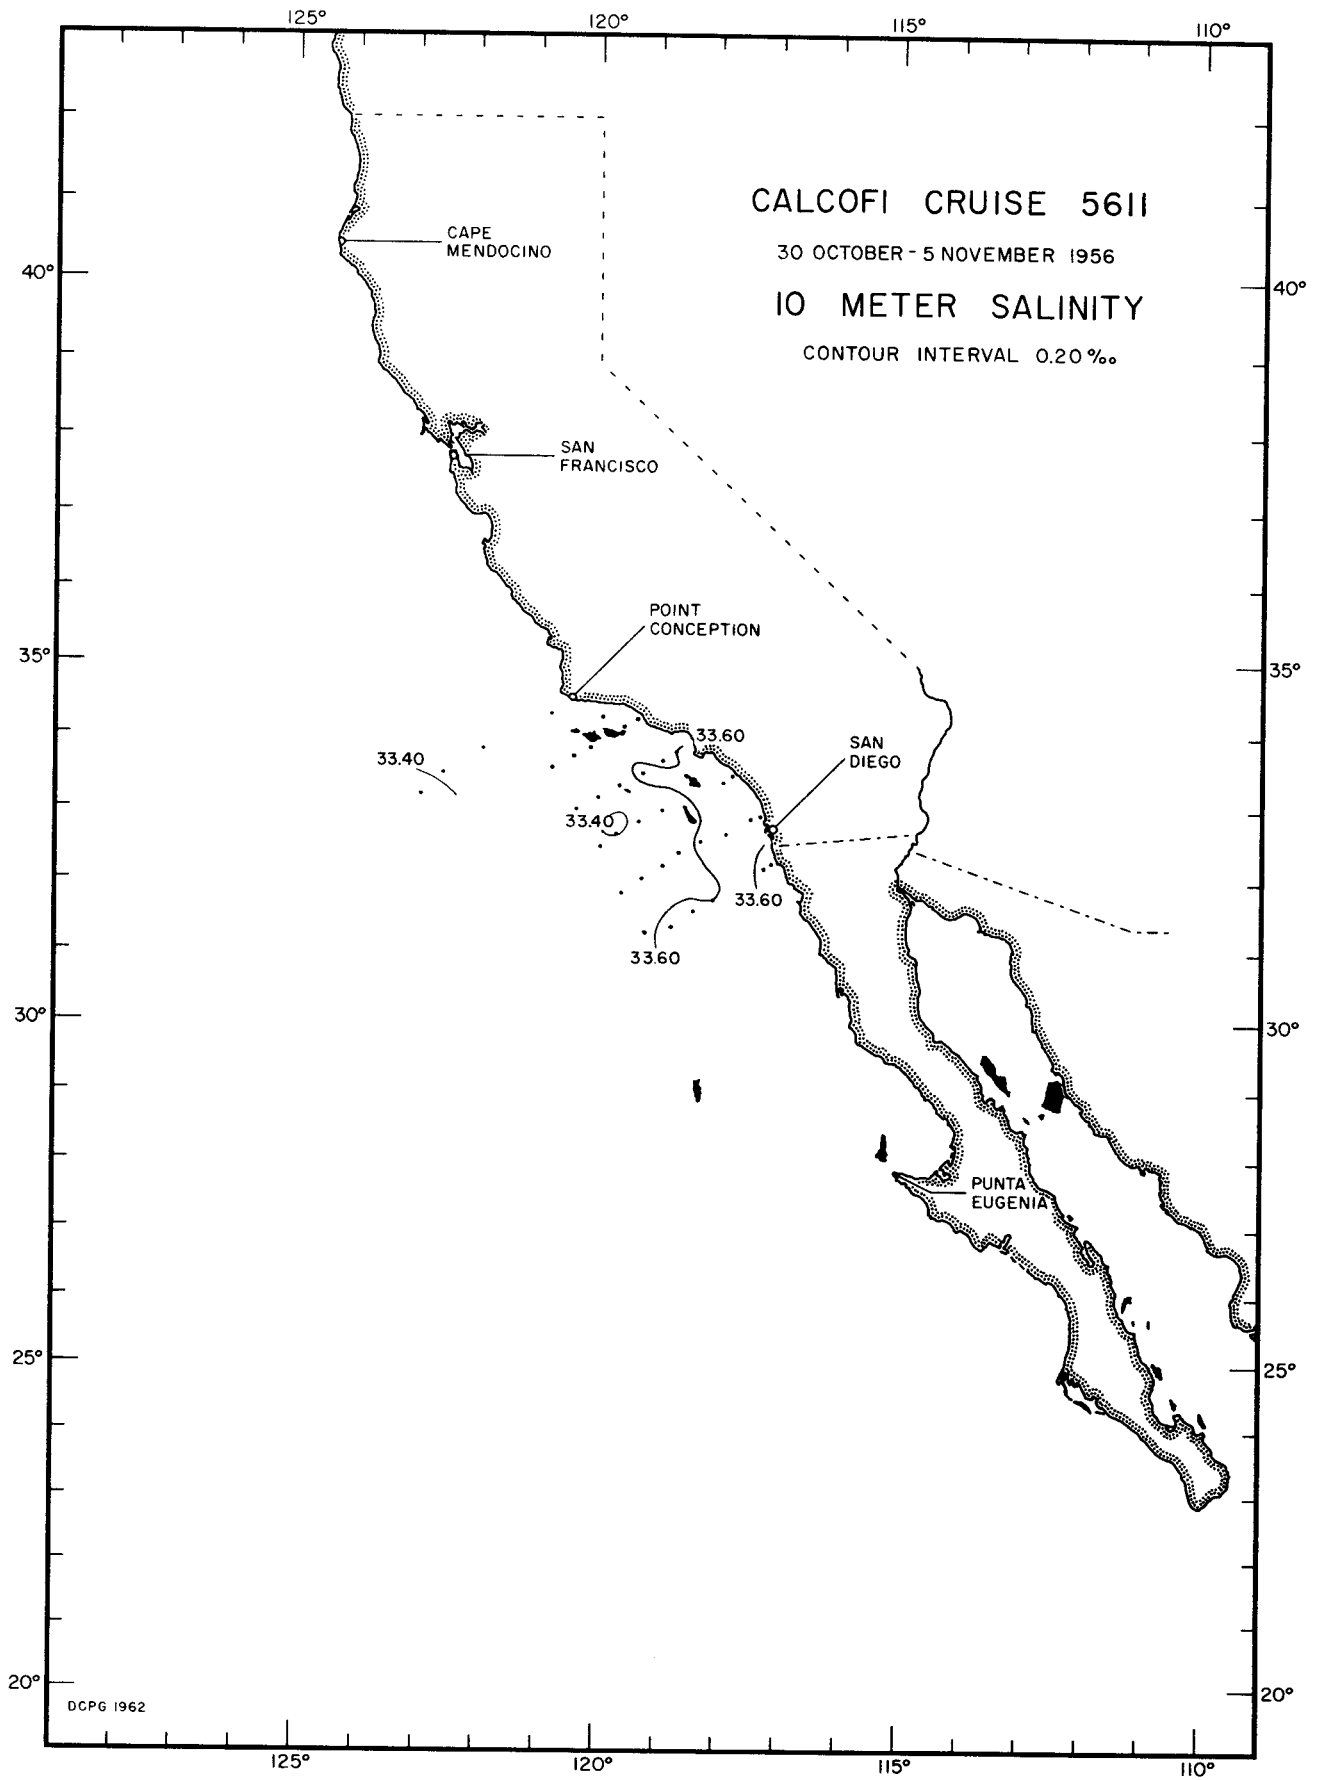 125° 120° 115° 110°
CALCOFI CRUISE 5611
30 OCTOBER - 5 NOVEMBER 1956
10 METER SALINITY
CONTOUR INTERVAL 0.20 ‰
CAPE
MENDOCINO
40° 40°
SAN
FRANCISCO
POINT
CONCEPTION
35° 35°
33.60
SAN
DIEGO
33.40
33.40
33.60
33.60
30° 30°
PUNTA
EUGENIA
25° 25°
20° 20°
DCPG 1962
125° 120° 115° 110°